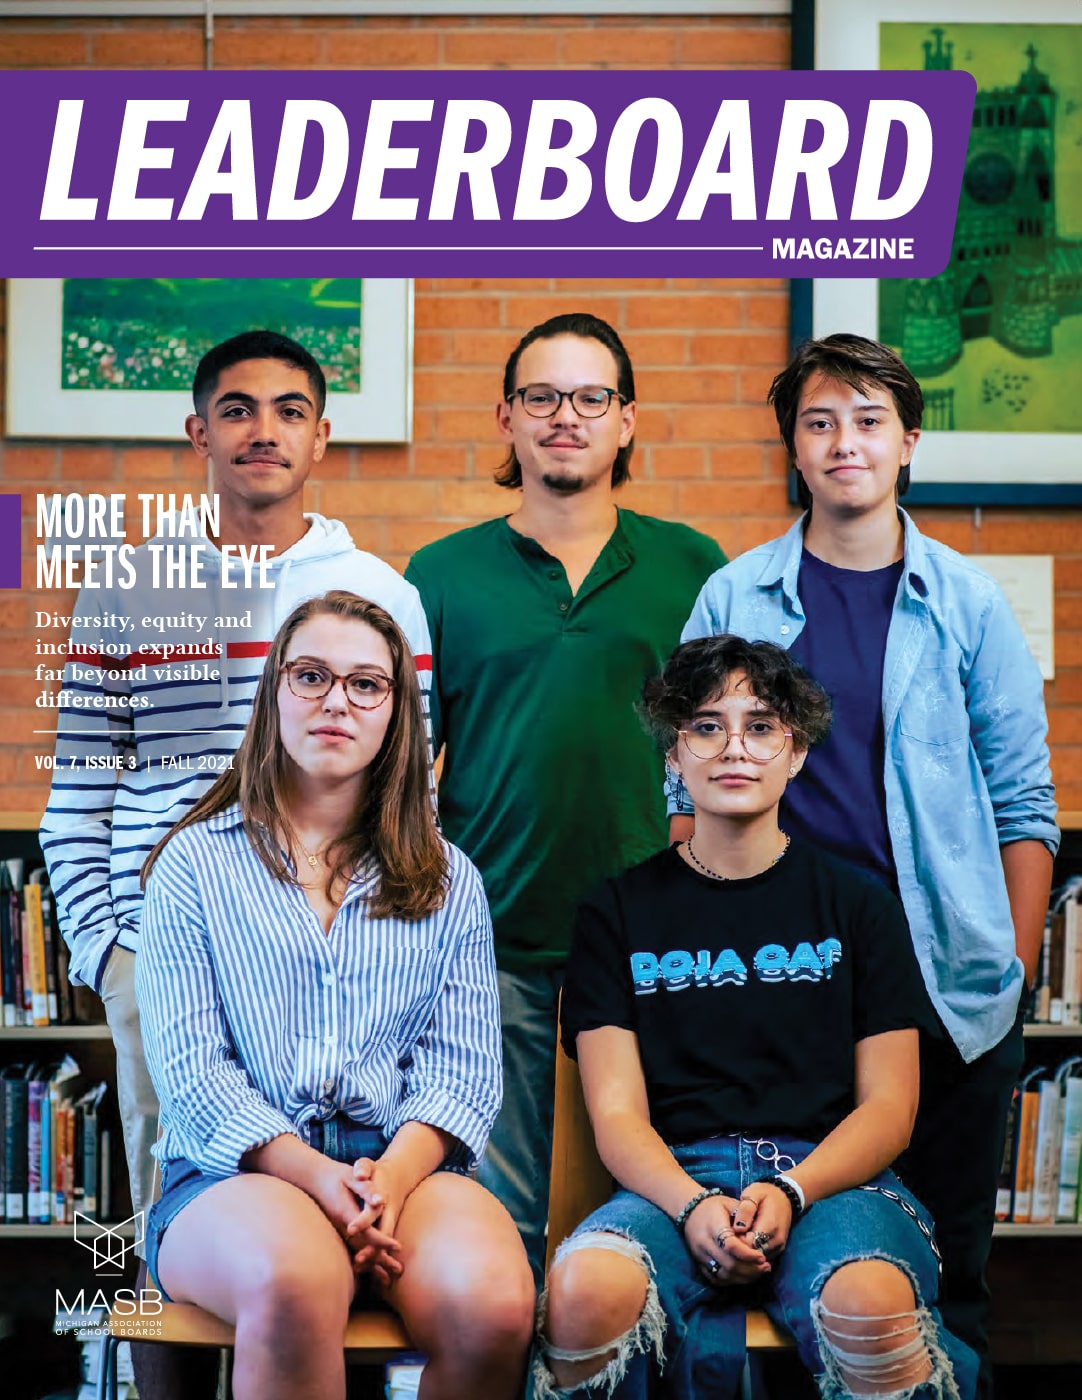 LEADERBOARD
MAGAZINE
MORE THAN
MEETS THE EYE
Diversity, equity and
inclusion expands
far beyond visible
differences.
VOL. 7, ISSUE 3 | FALL 2021
DOJA CAT
MASB
MICHIGAN ASSOCIATION
OF SCHOOL BOARDS